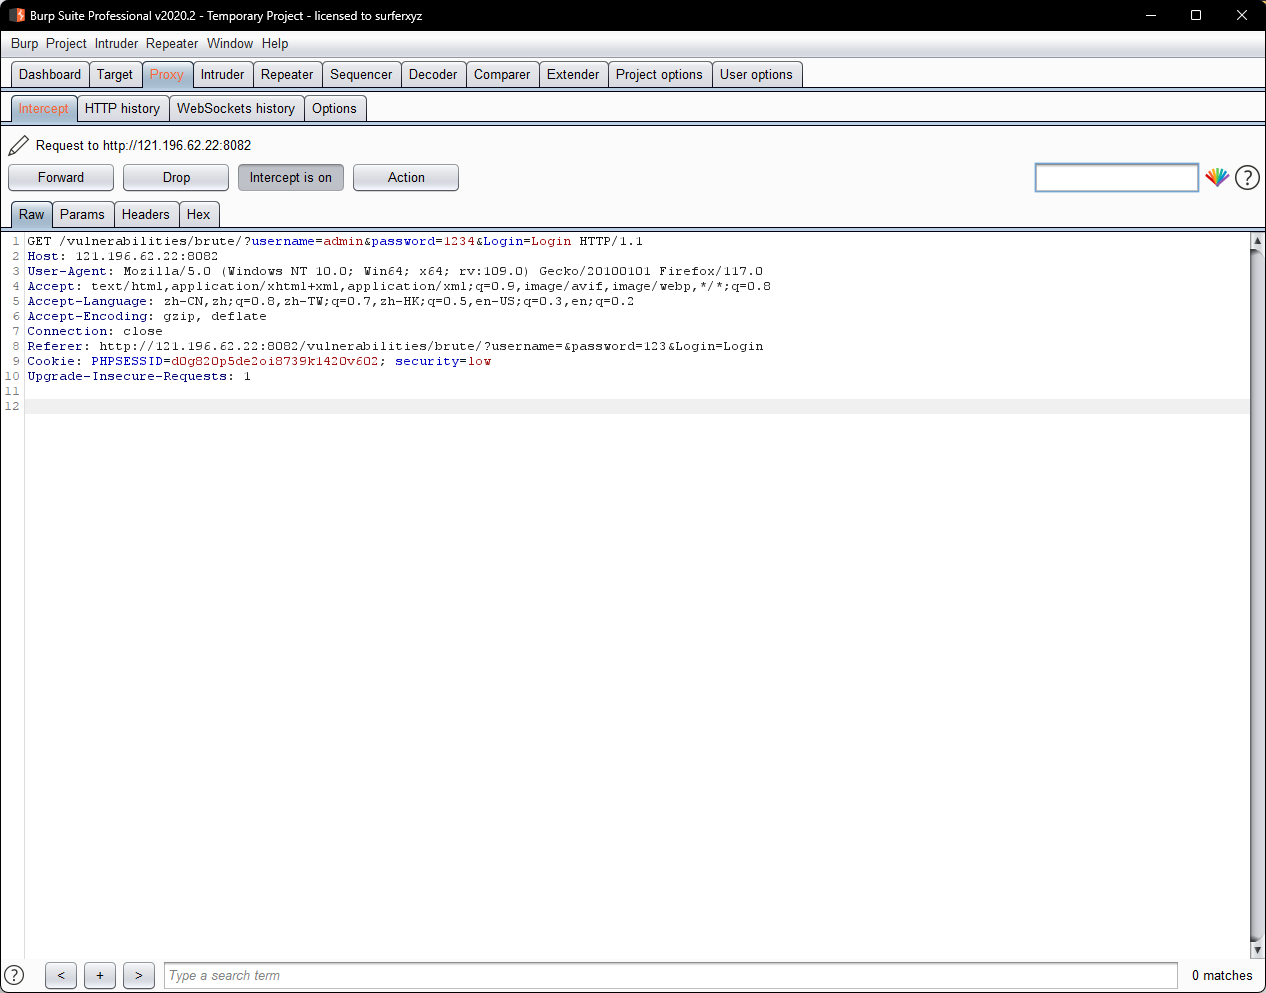 Burp Suite Professional v2020.2 - Temporary Project - licensed to surferxyz
Burp Project Intruder Repeater Window Help
Dashboard Target Proxy Intruder Repeater Sequencer Decoder Comparer Extender Project options User options
Intercept HTTP history WebSockets history Options
Request to http://121.196.62.22:8082
Forward Drop Intercept is on Action ?
Raw Params Headers Hex
1 GET /vulnerabilities/brute/?username=admin&password=1234&Login=Login HTTP/1.1
2 Host: 121.196.62.22:8082
3 User-Agent: Mozilla/5.0 (Windows NT 10.0; Win64; x64; rv:109.0) Gecko/20100101 Firefox/117.0
4 Accept: text/html,application/xhtml+xml,application/xml;q=0.9,image/avif,image/webp,*/*;q=0.8
5 Accept-Language: zh-CN,zh;q=0.8,zh-TW;q=0.7,zh-HK;q=0.5,en-US;q=0.3,en;q=0.2
6 Accept-Encoding: gzip, deflate
7 Connection: close
8 Referer: http://121.196.62.22:8082/vulnerabilities/brute/?username=&password=123&Login=Login
9 Cookie: PHPSESSID=d0g820p5de2oi8739k1420v602; security=low
10 Upgrade-Insecure-Requests: 1
11
12
? < + > Type a search term 0 matches